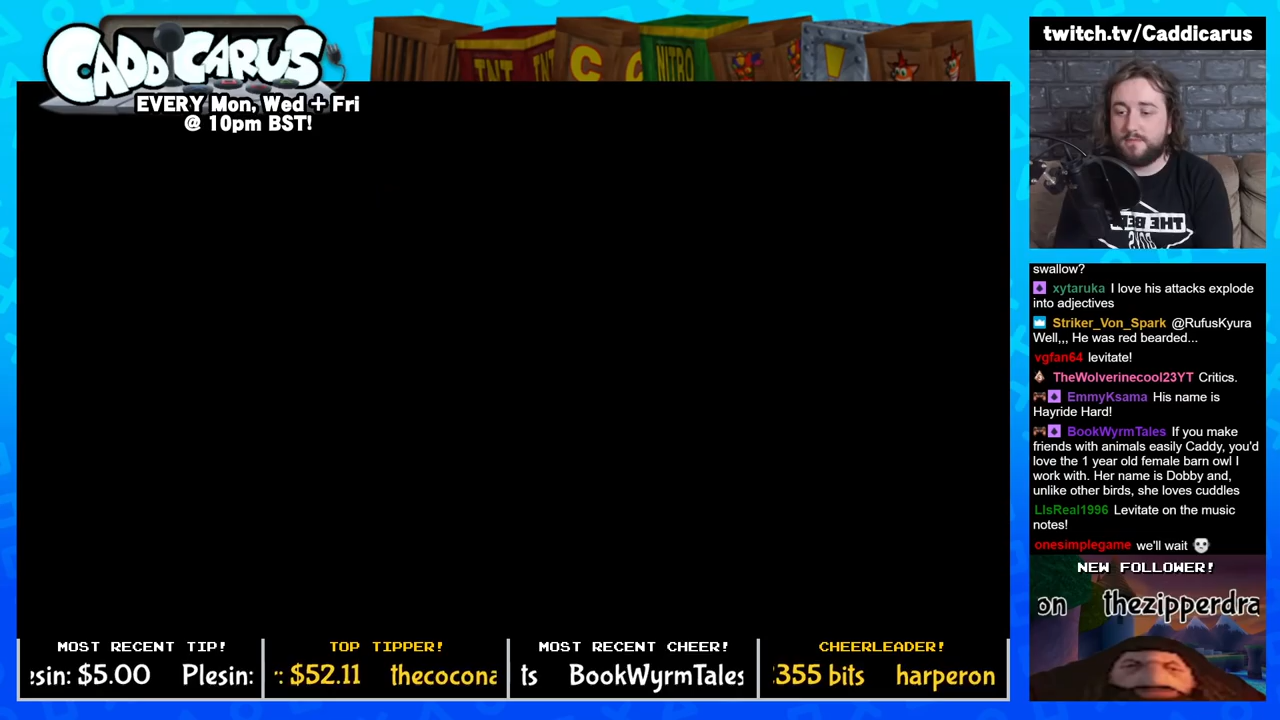 CADDICARUS
EVERY Mon, Wed + Fri
@ 10pm BST!
TNT
TNT
C
C
NITRO
twitch.tv/Caddicarus
swallow?
xytaruka I love his attacks explode
into adjectives
Striker_Von_Spark @RufusKyura
Well,,, He was red bearded...
vgfan64 levitate!
TheWolverinecool23YT Critics.
EmmyKsama His name is
Hayride Hard!
BookWyrmTales If you make
friends with animals easily Caddy, you'd
love the 1 year old female barn owl I
work with. Her name is Dobby and,
unlike other birds, she loves cuddles
LIsReal1996 Levitate on the music
notes!
onesimplegame we'll wait
NEW FOLLOWER!
on thezipperdra
MOST RECENT TIP!
sin: $5.00 Plesin:
TOP TIPPER!
: $52.11 thecocona
MOST RECENT CHEER!
ts BookWyrmTales
CHEERLEADER!
355 bits harperon